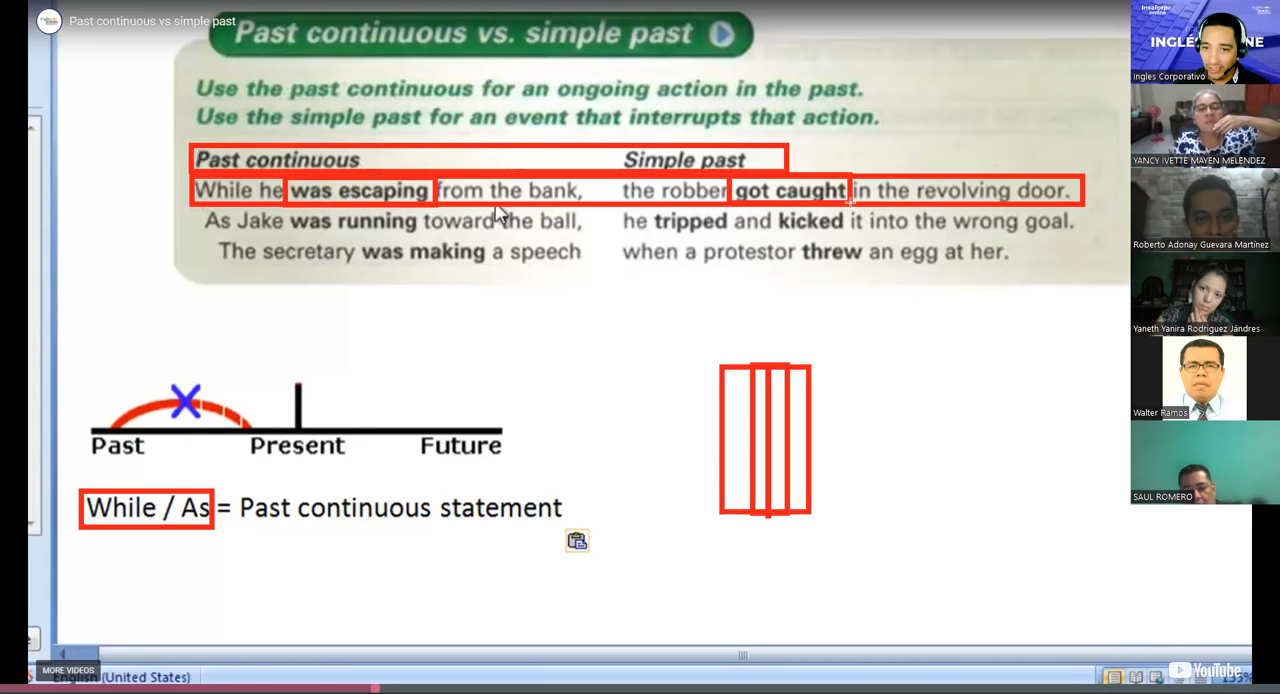 Past continuous vs simple past
Past continuous vs. simple past
Use the past continuous for an ongoing action in the past.
Use the simple past for an event that interrupts that action.
Past continuous Simple past
While he was escaping from the bank, the robber got caught in the revolving door.
As Jake was running toward the ball, he tripped and kicked it into the wrong goal.
The secretary was making a speech when a protestor threw an egg at her.
Past Present Future
While / As = Past continuous statement
MORE VIDEOS
English (United States)
YouTube
Insaforp
online
INGLÉS
NE
Ingles Corporativo
YANCY IVETTE MAYEN MELENDEZ
Roberto Adonay Guevara Martínez
Yaneth Yanira Rodriguez Jándres
Walter Ramos
SAUL ROMERO